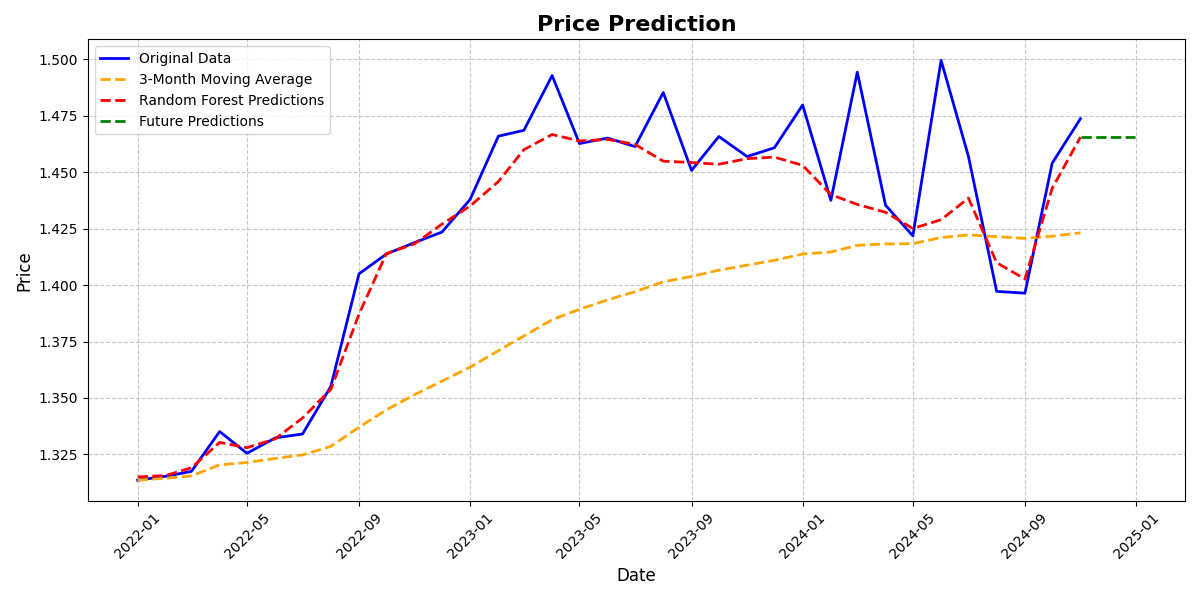 Price Prediction
Original Data
3-Month Moving Average
Random Forest Predictions
Future Predictions
Price
1.500
1.475
1.450
1.425
1.400
1.375
1.350
1.325
2022-01
2022-05
2022-09
2023-01
2023-05
2023-09
2024-01
2024-05
2024-09
2025-01
Date